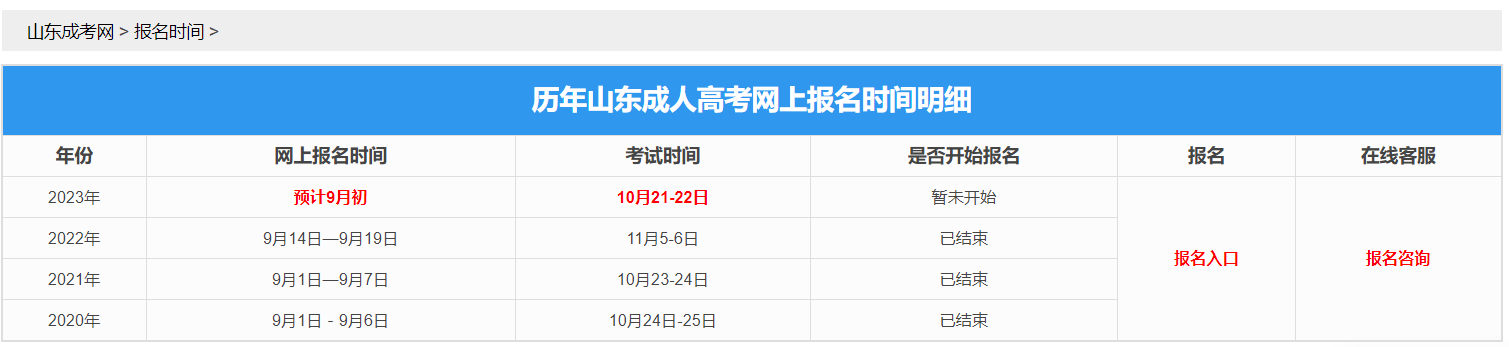 山东成考网 > 报名时间 >
历年山东成人高考网上报名时间明细
年份 网上报名时间 考试时间 是否开始报名 报名 在线客服
2023年 预计9月初 10月21-22日 暂未开始
2022年 9月14日—9月19日 11月5-6日 已结束
报名入口 报名咨询
2021年 9月1日—9月7日 10月23-24日 已结束
2020年 9月1日 - 9月6日 10月24日-25日 已结束